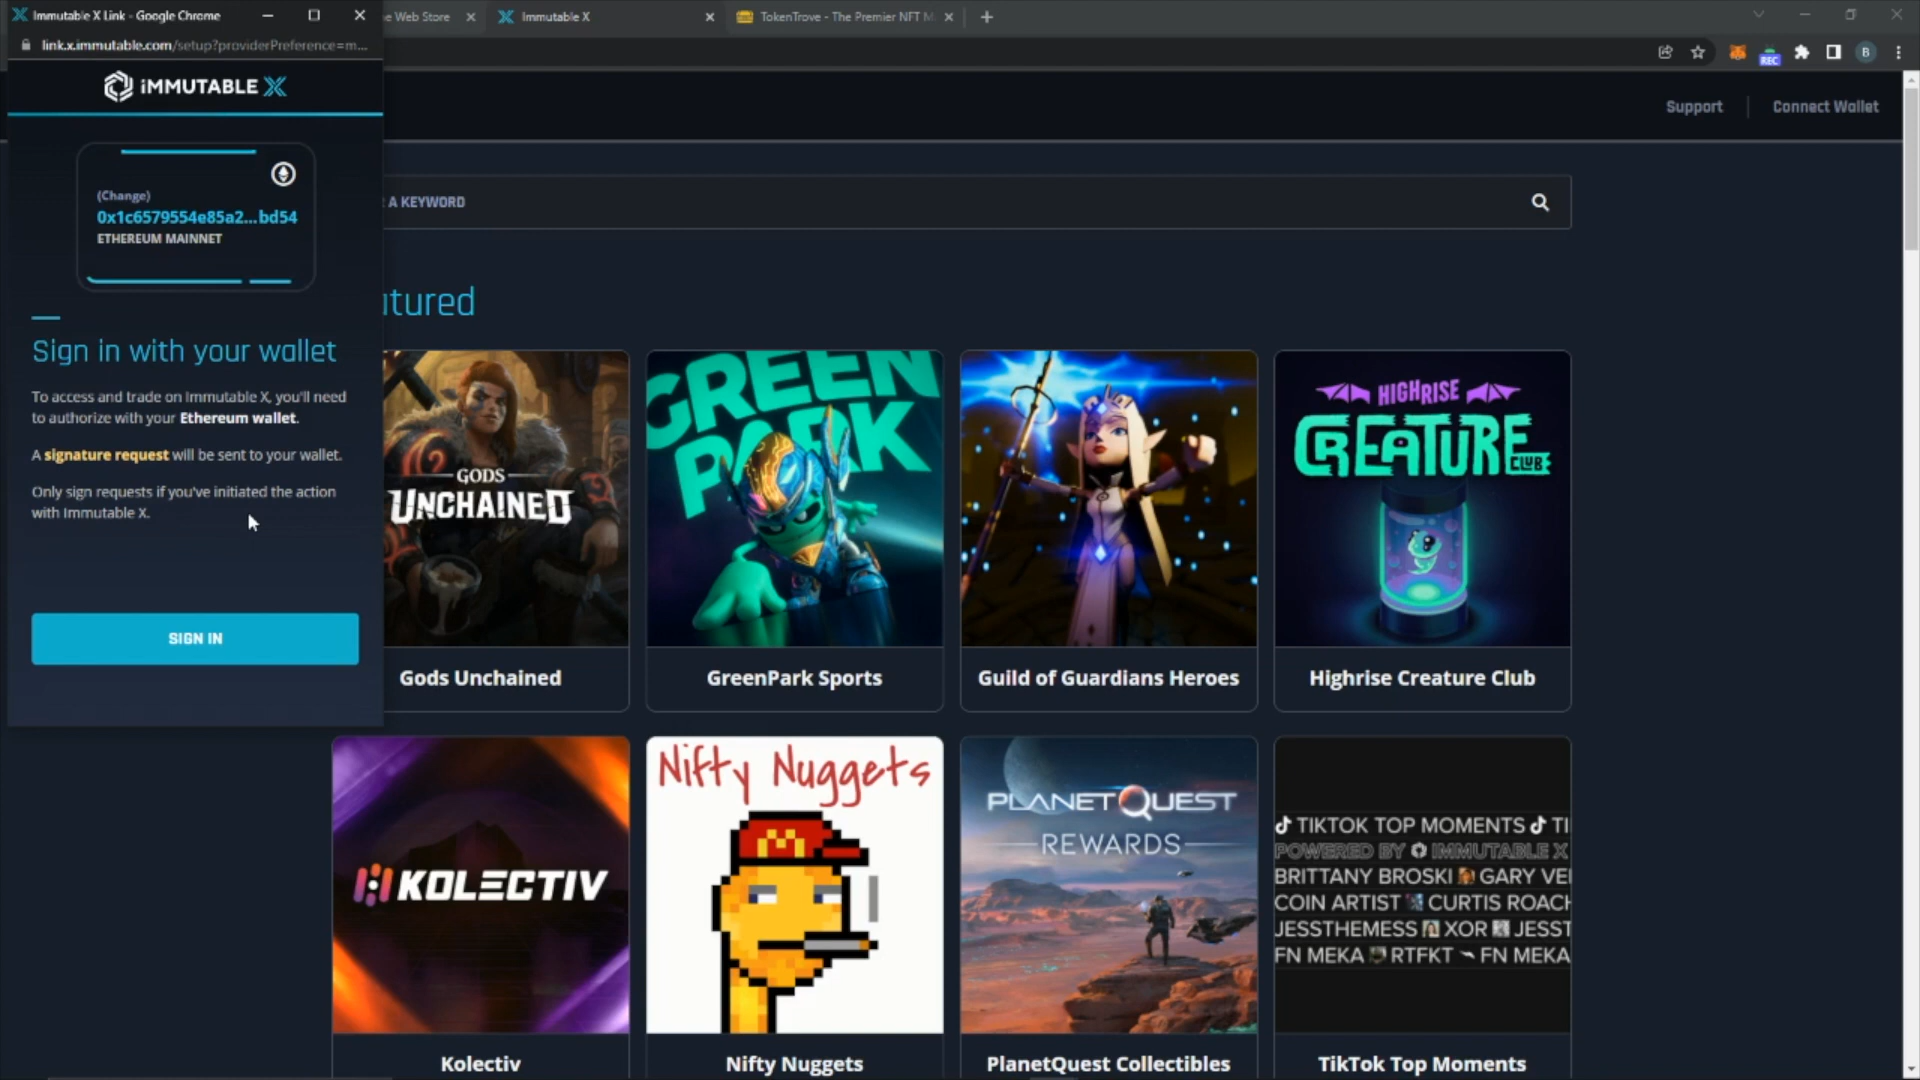 Immutable X Link - Google Chrome
link.x.immutable.com/setup?providerPreference=m...
IMMUTABLE X
(Change)
0x1c6579554e85a2...bd54
ETHEREUM MAINNET
Sign in with your wallet
To access and trade on Immutable X, you'll need
to authorize with your Ethereum wallet.
A signature request will be sent to your wallet.
Only sign requests if you've initiated the action
with Immutable X.
SIGN IN
Web Store
Immutable X
TokenTrove - The Premier NFT M
REC
B
Support
Connect Wallet
A KEYWORD
tured
GODS
UNCHAINED
Gods Unchained
GREEN
PARK
GreenPark Sports
Guild of Guardians Heroes
HIGHRISE
CREATURE
CLUB
Highrise Creature Club
KOLECTIV
Kolectiv
Nifty Nuggets
Nifty Nuggets
PLANETQUEST
REWARDS
PlanetQuest Collectibles
TIKTOK TOP MOMENTS TI
POWERED BY IMMUTABLE X
BRITTANY BROSKI GARY VE
COIN ARTIST CURTIS ROACH
JESSTHEMESS XOR JESST
FN MEKA RTFKT FN MEKA
TikTok Top Moments